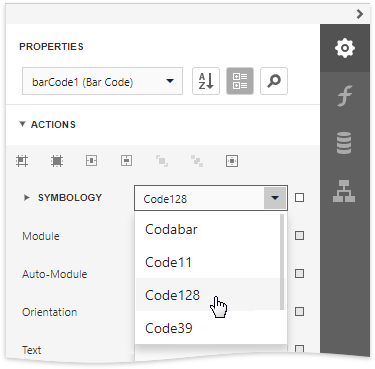 PROPERTIES
barCode1 (Bar Code)
A
Z
ACTIONS
SYMBOLOGY
Code128
Codabar
Module
Code11
Auto-Module
Code128
Orientation
Code39
Text